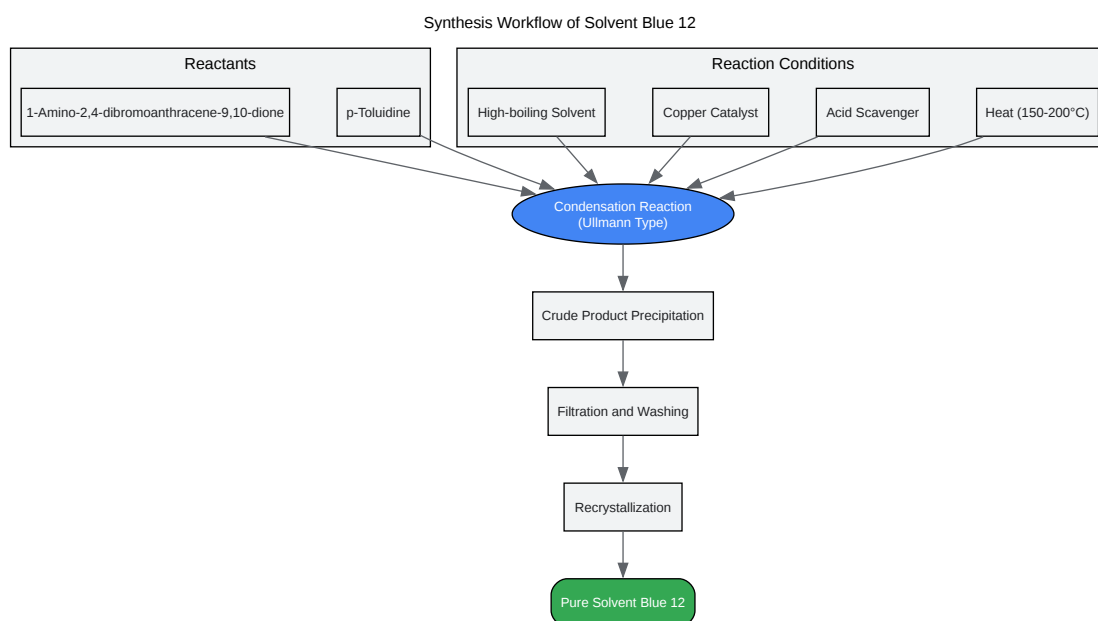 Synthesis Workflow of Solvent Blue 12
Reactants
Reaction Conditions
1-Amino-2,4-dibromoanthracene-9,10-dione
p-Toluidine
High-boiling Solvent
Copper Catalyst
Acid Scavenger
Heat (150-200°C)
Condensation Reaction
(Ullmann Type)
Crude Product Precipitation
Filtration and Washing
Recrystallization
Pure Solvent Blue 12